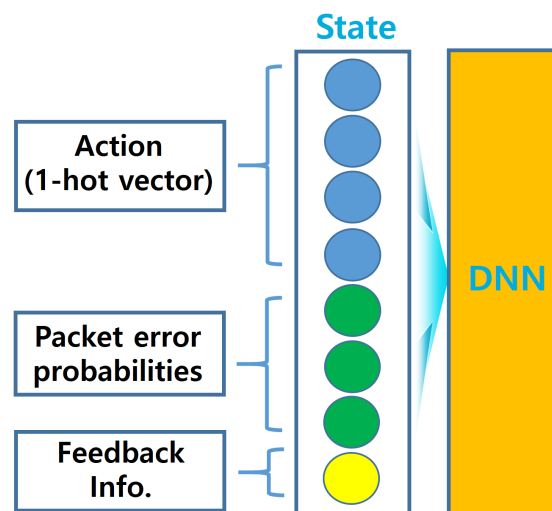 State
Action
(1-hot vector)
Packet error
probabilities
Feedback
Info.
DNN